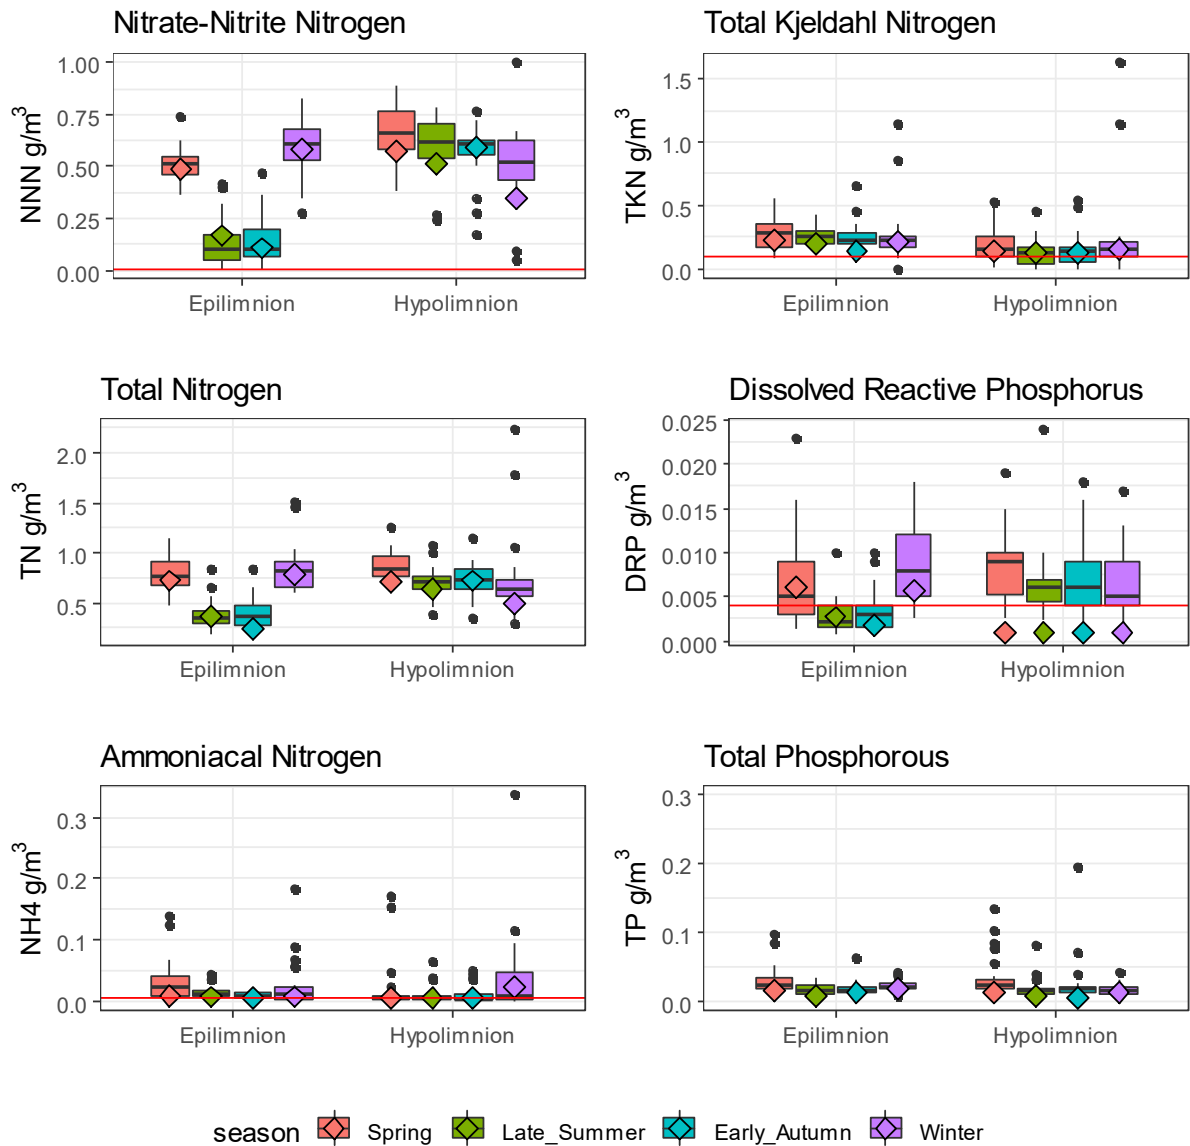 Nitrate-Nitrite Nitrogen
NNN g/m³
1.00
0.75
0.50
0.25
0.00
Epilimnion Hypolimnion
Total Kjeldahl Nitrogen
TKN g/m³
1.5
1.0
0.5
0.0
Epilimnion Hypolimnion
Total Nitrogen
TN g/m³
2.0
1.5
1.0
0.5
Epilimnion Hypolimnion
Dissolved Reactive Phosphorus
DRP g/m³
0.025
0.020
0.015
0.010
0.005
0.000
Epilimnion Hypolimnion
Ammoniacal Nitrogen
NH4 g/m³
0.3
0.2
0.1
0.0
Epilimnion Hypolimnion
Total Phosphorous
TP g/m³
0.3
0.2
0.1
0.0
Epilimnion Hypolimnion
season Spring Late_Summer Early_Autumn Winter